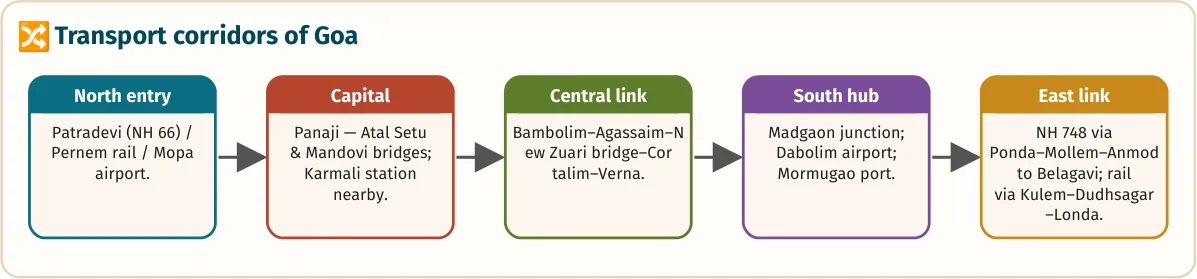 🔀 Transport corridors of Goa
North entry
Patradevi (NH 66) /
Pernem rail / Mopa
airport.
Capital
Panaji — Atal Setu
& Mandovi bridges;
Karmali station
nearby.
Central link
Bambolim–Agassaim–N
ew Zuari bridge–Cor
talim–Verna.
South hub
Madgaon junction;
Dabolim airport;
Mormugao port.
East link
NH 748 via
Ponda–Mollem–Anmod
to Belagavi; rail
via Kulem–Dudhsagar
–Londa.